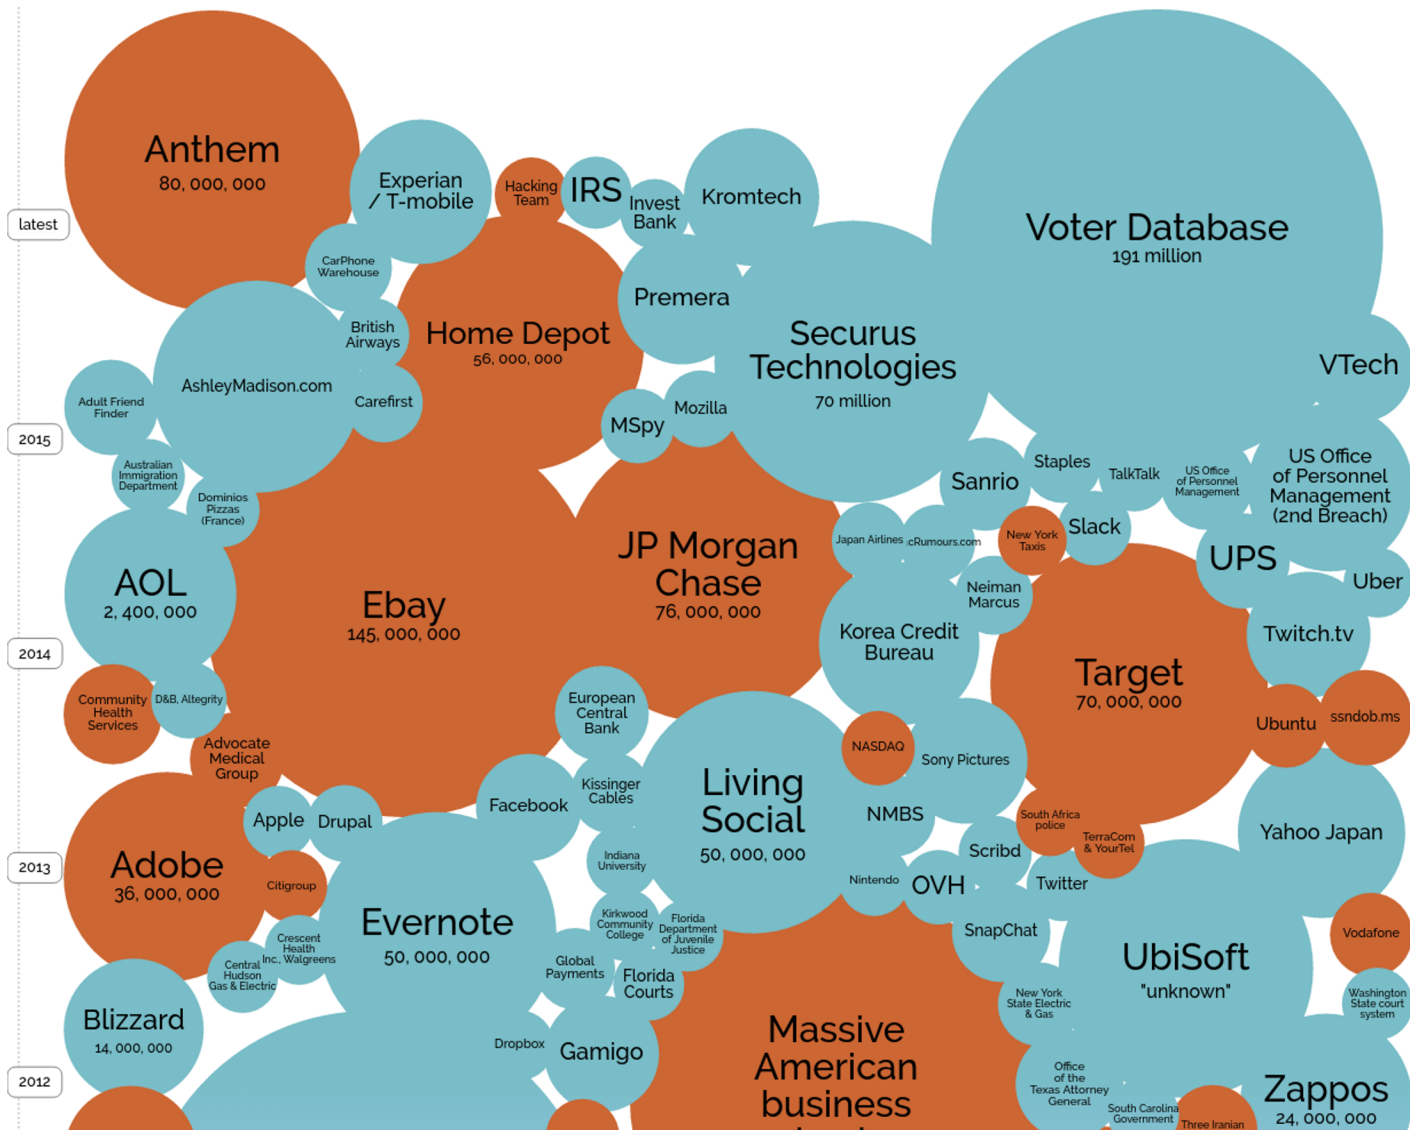 Anthem
80, 000, 000
Experian
/ T-mobile
Hacking
Team
IRS
Invest
Bank
Kromtech
Voter Database
191 million
latest
CarPhone
Warehouse
Premera
British
Airways
Home Depot
56, 000, 000
Securus
Technologies
70 million
VTech
AshleyMadison.com
Adult Friend
Finder
Carefirst
MSpy
Mozilla
2015
Australian
Immigration
Department
Dominios
Pizzas
(France)
Sanrio
Staples
TalkTalk
US Office
of Personnel
Management
US Office
of Personnel
Management
(2nd Breach)
Japan Airlines
cRumours.com
New York
Taxis
Slack
JP Morgan
Chase
76, 000, 000
UPS
Uber
AOL
2, 400, 000
Ebay
145, 000, 000
Neiman
Marcus
Korea Credit
Bureau
Twitch.tv
2014
Target
70, 000, 000
Community
Health
Services
D&B, Altegrity
European
Central
Bank
Ubuntu
ssndob.ms
Advocate
Medical
Group
NASDAQ
Sony Pictures
Living
Social
50, 000, 000
Kissinger
Cables
Facebook
Apple
Drupal
NMBS
South Africa
police
TerraCom
& YourTel
Yahoo Japan
2013
Adobe
36, 000, 000
Citigroup
Indiana
University
Nintendo
OVH
Scribd
Twitter
Evernote
50, 000, 000
Kirkwood
Community
College
Florida
Department
of Juvenile
Justice
SnapChat
Vodafone
Crescent
Health
Inc., Walgreens
Central
Hudson
Gas & Electric
Global
Payments
Florida
Courts
UbiSoft
"unknown"
New York
State Electric
& Gas
Washington
State court
system
Blizzard
14, 000, 000
Dropbox
Gamigo
Massive
American
business
2012
Office
of the
Texas Attorney
General
South Carolina
Government
Three Iranian
Zappos
24, 000, 000